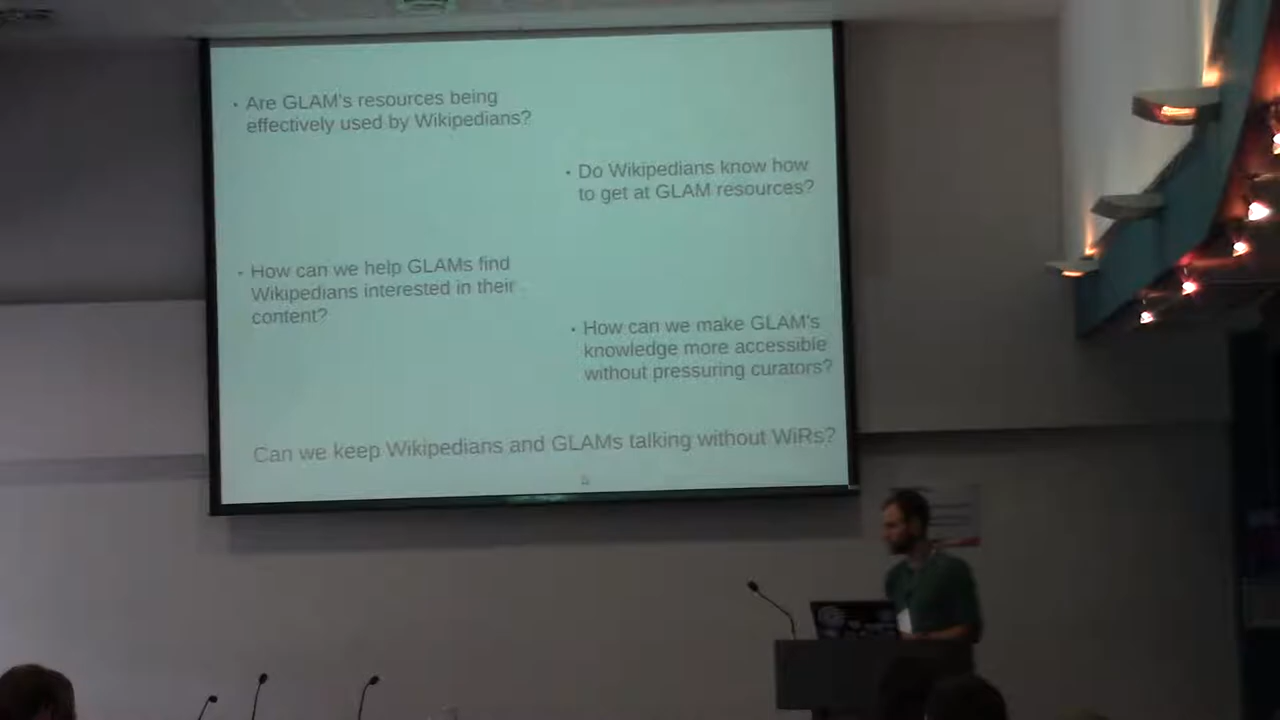 Are GLAM's resources being
effectively used by Wikipedians?
Do Wikipedians know how
to get at GLAM resources?
How can we help GLAMs find
Wikipedians interested in their
content?
How can we make GLAM's
knowledge more accessible
without pressuring curators?
Can we keep Wikipedians and GLAMs talking without WiRs?